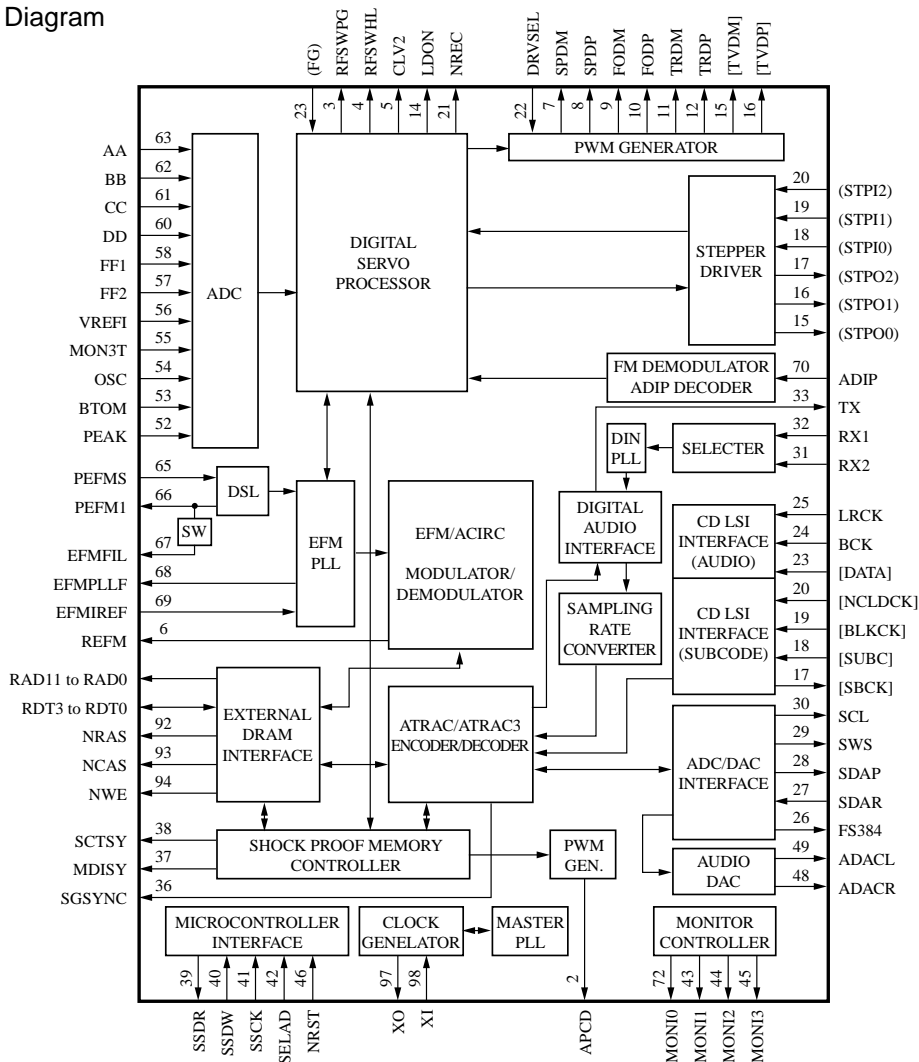 Diagram
(FG)
RFSWPG
RFSWHL
CLV2
LDON
NREC
DRVSEL
SPDM
SPDP
FODM
FODP
TRDM
TRDP
[TVDM]
[TVDP]
23
3
4
5
14
21
22
7
8
9
10
11
12
15
16
AA
63
BB
62
CC
61
DD
60
FF1
58
FF2
57
VREFI
56
MON3T
55
OSC
54
BTOM
53
PEAK
52
PEFMS
65
PEFM1
66
EFMFIL
67
EFMPLLF
68
EFMIREF
69
REFM
6
RAD11 to RAD0
RDT3 to RDT0
NRAS
92
NCAS
93
NWE
94
SCTSY
38
MDISY
37
SGSYNC
36
ADC
DIGITAL
SERVO
PROCESSOR
PWM GENERATOR
STEPPER
DRIVER
FM DEMODULATOR
ADIP DECODER
DIN
PLL
SELECTER
DSL
SW
EFM
PLL
EFM/ACIRC
MODULATOR/
DEMODULATOR
DIGITAL
AUDIO
INTERFACE
CD LSI
INTERFACE
(AUDIO)
SAMPLING
RATE
CONVERTER
CD LSI
INTERFACE
(SUBCODE)
EXTERNAL
DRAM
INTERFACE
ATRAC/ATRAC3
ENCODER/DECODER
ADC/DAC
INTERFACE
SHOCK PROOF MEMORY
CONTROLLER
PWM
GEN.
AUDIO
DAC
MICROCONTROLLER
INTERFACE
CLOCK
GENELATOR
MASTER
PLL
MONITOR
CONTROLLER
20
(STPI2)
19
(STPI1)
18
(STPI0)
17
(STPO2)
16
(STPO1)
15
(STPO0)
70
ADIP
33
TX
32
RX1
31
RX2
25
LRCK
24
BCK
23
[DATA]
20
[NCLDCK]
19
[BLKCK]
18
[SUBC]
17
[SBCK]
30
SCL
29
SWS
28
SDAP
27
SDAR
26
FS384
49
ADACL
48
ADACR
39
40
41
42
46
97
98
2
72
43
44
45
SSDR
SSDW
SSCK
SELAD
NRST
XO
XI
APCD
MONI0
MONI1
MONI2
MONI3